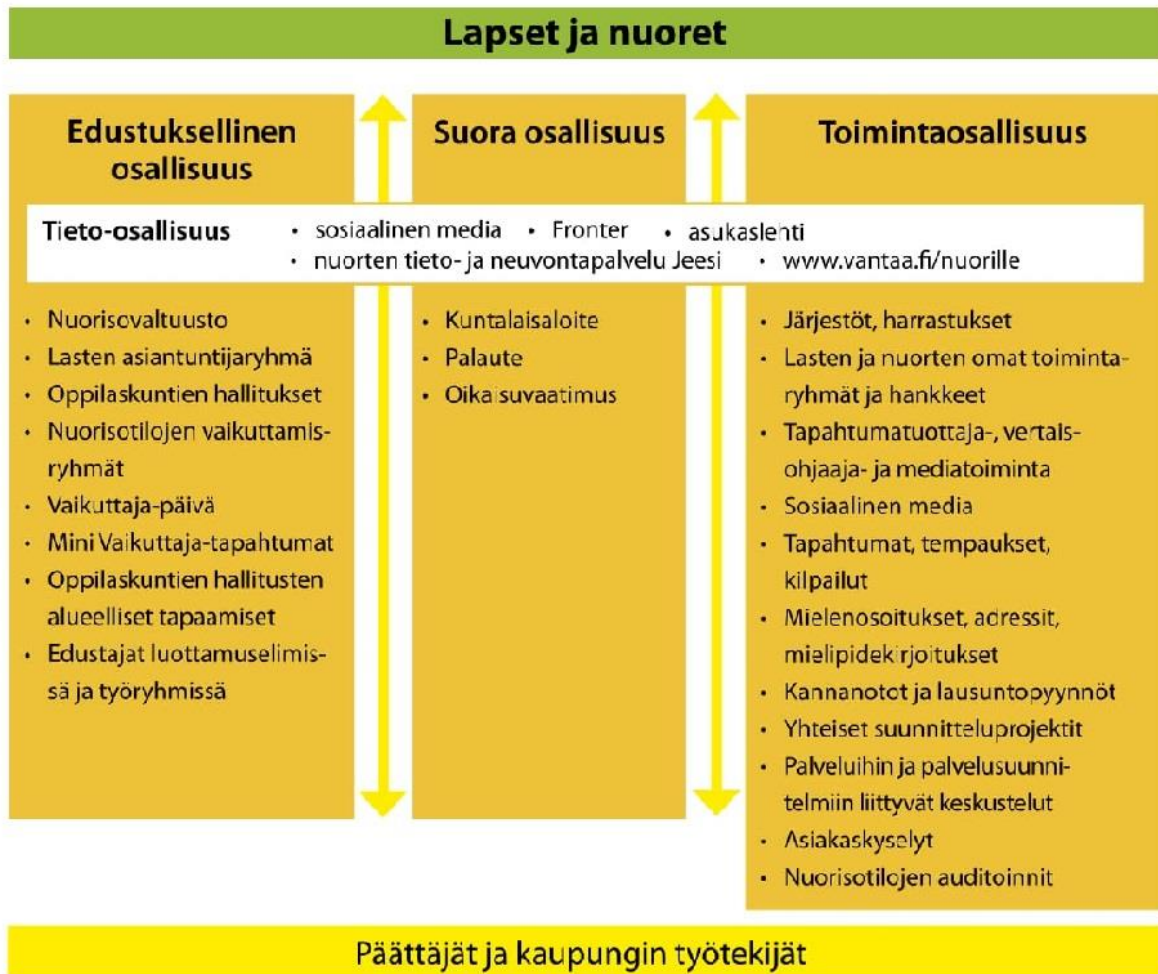 Lapset ja nuoret
Edustuksellinen
osallisuus
Suora osallisuus
Toimintaosallisuus
Tieto-osallisuus • sosiaalinen media • Fronter • asukaslehti
• nuorten tieto- ja neuvontapalvelu Jeesi • www.vantaa.fi/nuorille
• Nuorisovaltuusto
• Lasten asiantuntijaryhmä
• Oppilaskuntien hallitukset
• Nuorisotilojen vaikuttamis-
ryhmät
• Vaikuttaja-päivä
• Mini Vaikuttaja-tapahtumat
• Oppilaskuntien hallitusten
alueelliset tapaamiset
• Edustajat luottamuselimis-
sä ja työryhmissä
• Kuntalaisaloite
• Palaute
• Oikaisuvaatimus
• Järjestöt, harrastukset
• Lasten ja nuorten omat toiminta-
ryhmät ja hankkeet
• Tapahtumatuottaja-, vertais-
ohjaaja- ja mediatoiminta
• Sosiaalinen media
• Tapahtumat, tempaukset,
kilpailut
• Mielenosoitukset, adressit,
mielipidekirjoitukset
• Kannanotot ja lausuntopyynnöt
• Yhteiset suunnitteluprojektit
• Palveluihin ja palvelusuunni-
telmiin liittyvät keskustelut
• Asiakaskyselyt
• Nuorisotilojen auditoinnit
Päättäjät ja kaupungin työtekijät